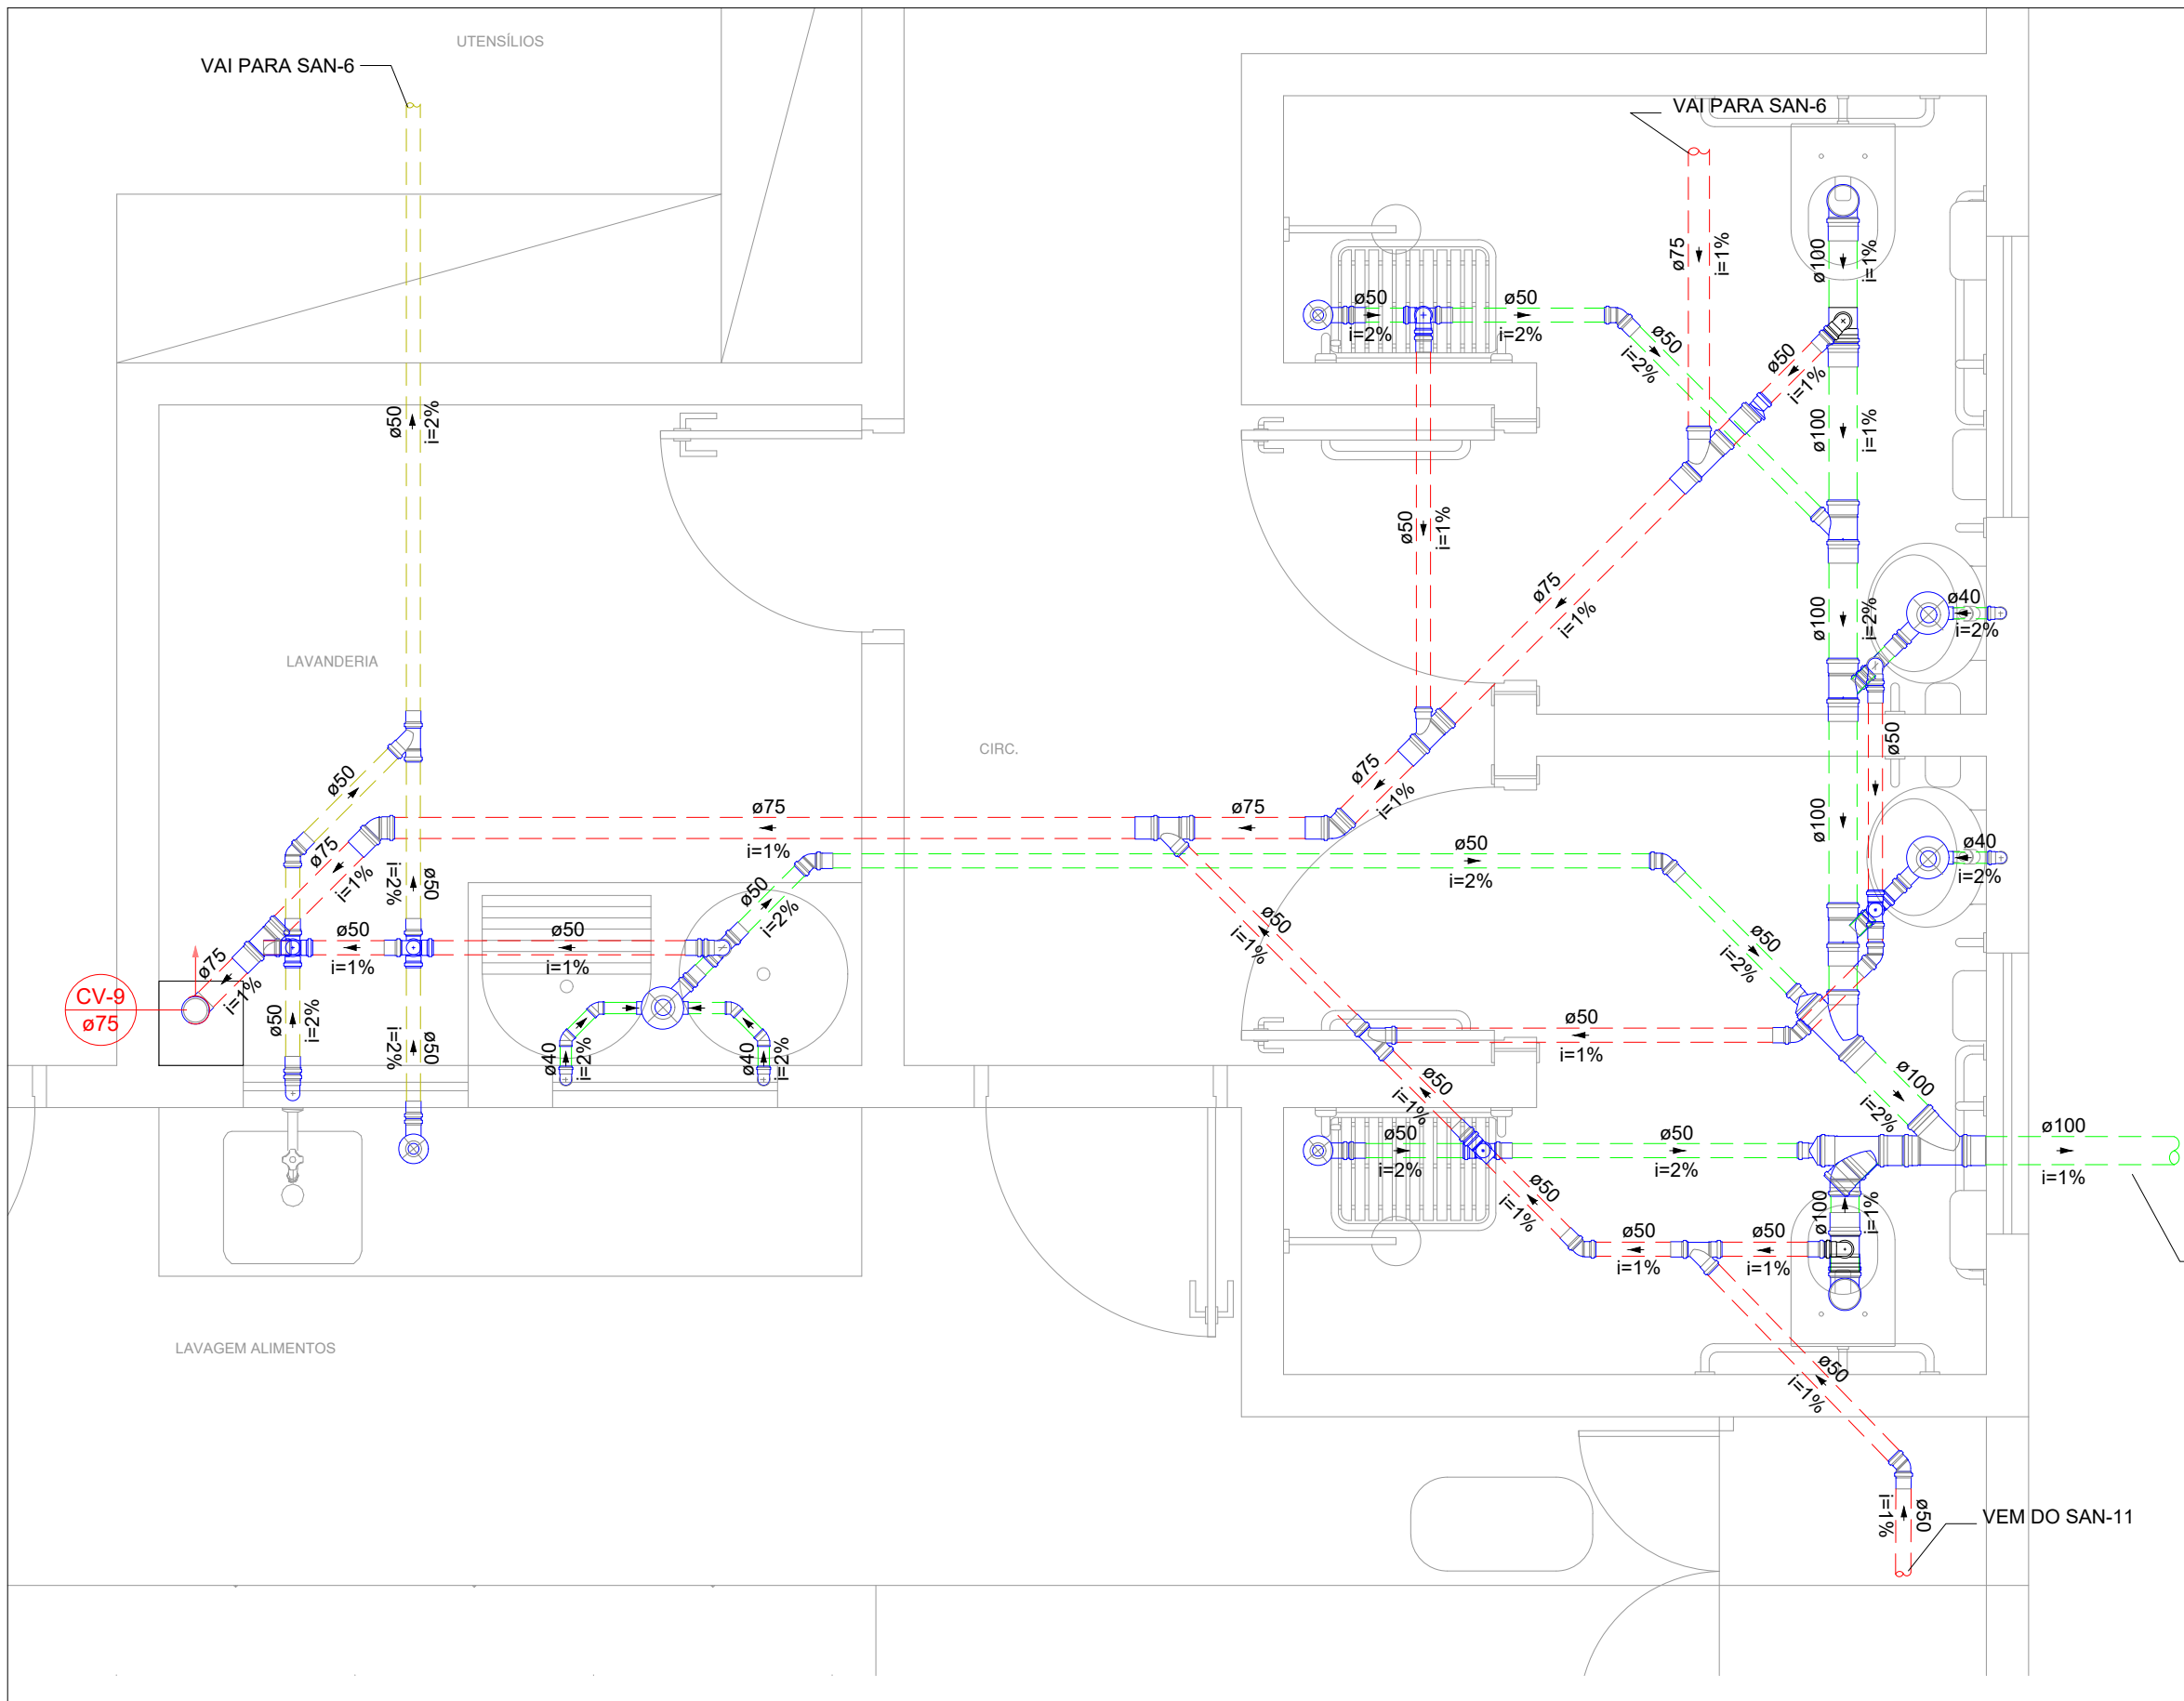 UTENSÍLIOS
VAI PARA SAN-6
VAI PARA SAN-6
ø75
i=1%
ø100
i=1%
ø50
i=2%
ø50
i=2%
ø50
i=2%
ø50
i=1%
ø50
i=2%
ø100
i=1%
ø50
i=1%
ø75
i=1%
ø100
i=2%
ø40
i=2%
LAVANDERIA
CIRC.
ø50
ø50
ø75
i=1%
ø75
i=1%
ø75
ø75
i=1%
ø100
ø50
i=2%
ø40
i=2%
i=2%
ø50
ø50
i=2%
ø50
i=1%
ø50
i=1%
ø50
i=1%
ø50
i=2%
CV-9
ø75
ø75
i=1%
ø50
i=2%
i=2%
ø50
ø40
i=2%
ø40
i=2%
ø50
i=1%
ø50
i=1%
ø100
i=2%
ø50
i=2%
ø50
i=2%
ø100
i=1%
ø50
i=1%
ø100
i=1%
ø50
i=1%
ø50
i=1%
LAVAGEM ALIMENTOS
ø50
i=1%
i=1%
ø50
VEM DO SAN-11